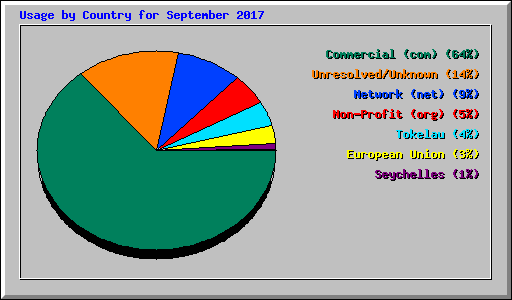 Usage by Country for September 2017
Commercial (com) (64%)
Unresolved/Unknown (14%)
Network (net) (9%)
Non-Profit (org) (5%)
Tokelau (4%)
European Union (3%)
Seychelles (1%)